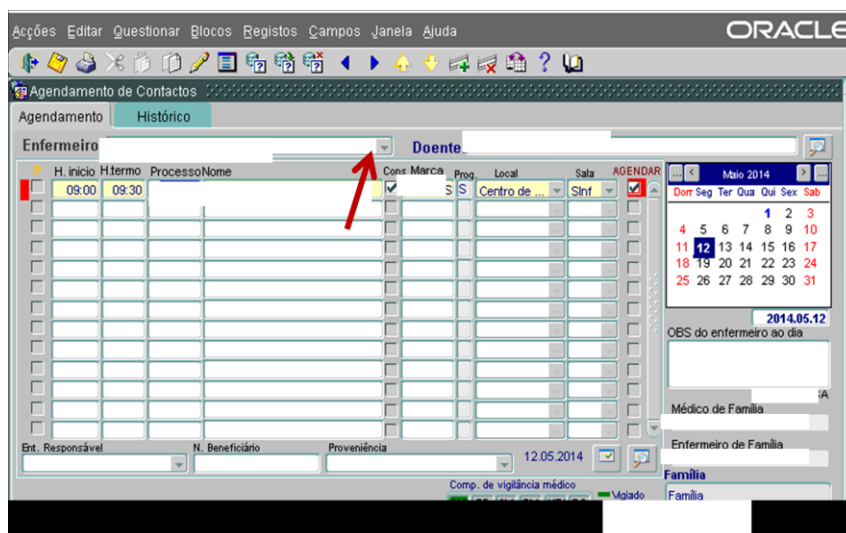 Acções Editar Questionar Blocos Registos Campos Janela Ajuda ORACLE
Agendamento de Contactos
Agendamento Histórico
Enfermeiro Doente
H. inicio H.termo Processo Nome Cons Marca Prog. Local Sala AGENDAR
09:00 09:30 S S Centro de ... SInf
... < Maio 2014 > ...
Dom Seg Ter Qua Qui Sex Sab
1 2 3
4 5 6 7 8 9 10
11 12 13 14 15 16 17
18 19 20 21 22 23 24
25 26 27 28 29 30 31
2014.05.12
OBS do enfermeiro ao dia
Médico de Família
Enfermeiro de Família
Ent. Responsável N. Beneficiário Proveniência
12.05.2014
Família
Família
Comp. de vigilância médico
Vigiado